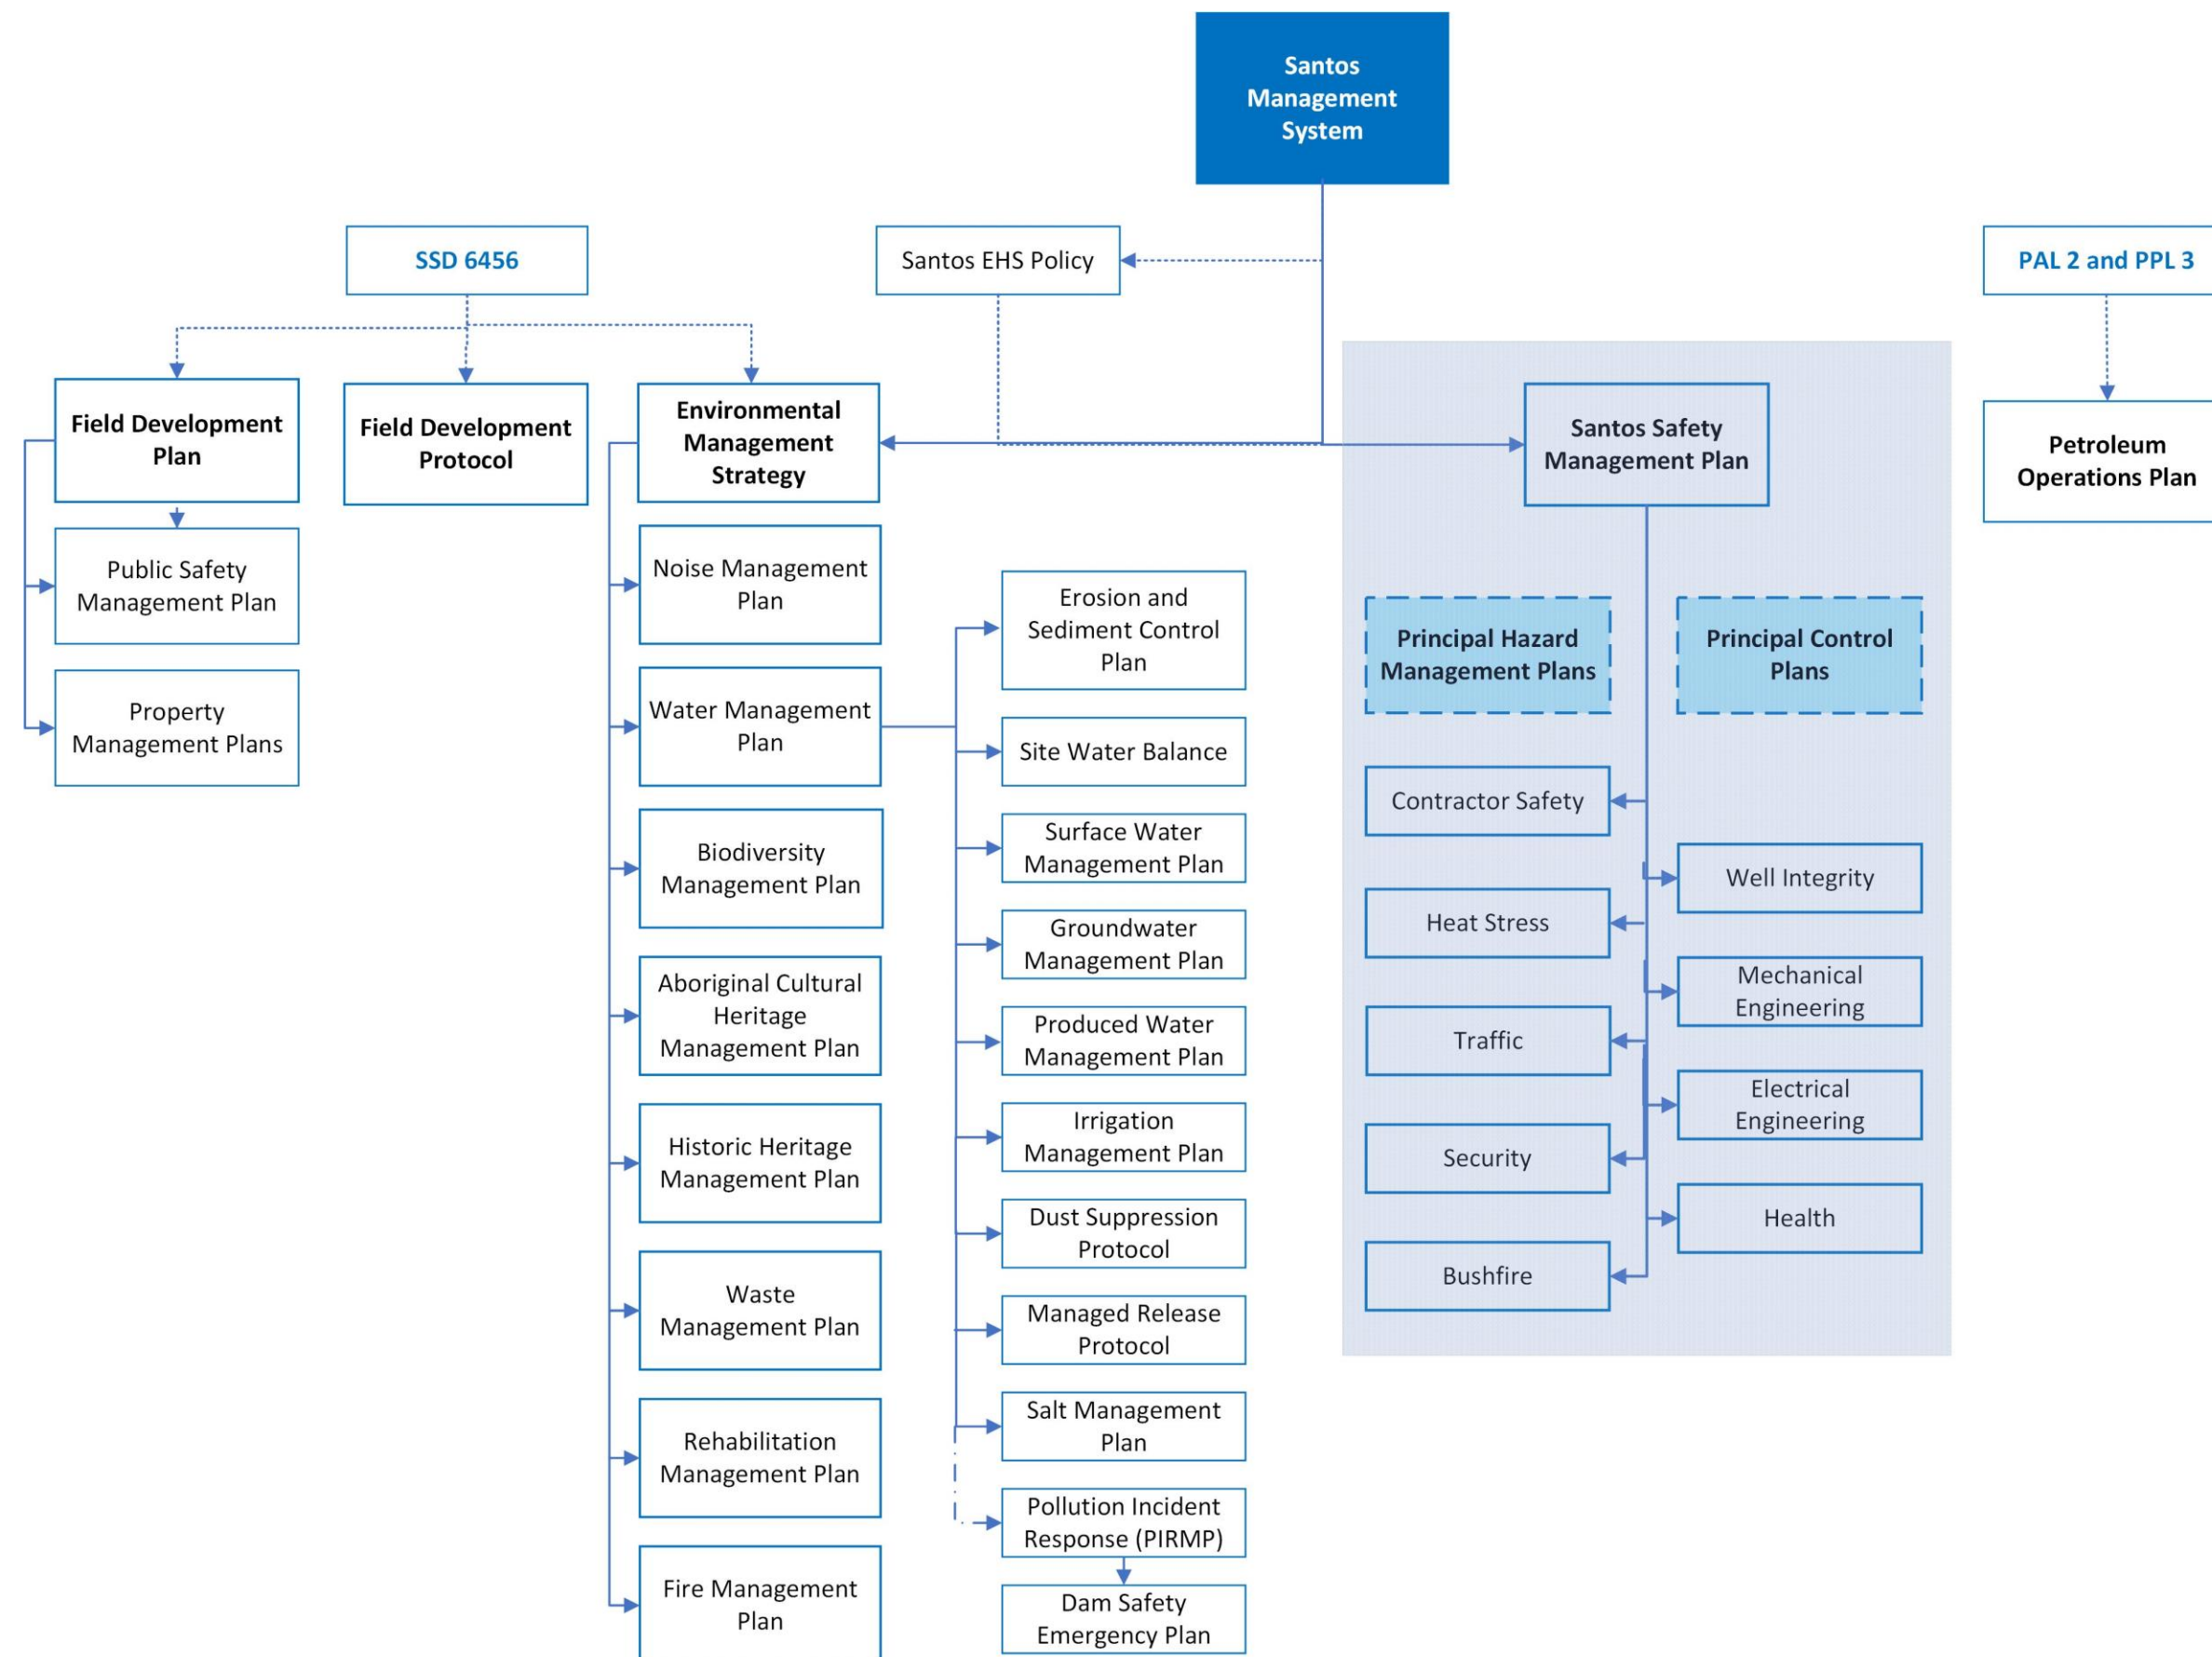 Santos
Management
System
SSD 6456
Santos EHS Policy
PAL 2 and PPL 3
Field Development
Plan
Field Development
Protocol
Environmental
Management
Strategy
Santos Safety
Management Plan
Petroleum
Operations Plan
Public Safety
Management Plan
Property
Management Plans
Noise Management
Plan
Water Management
Plan
Biodiversity
Management Plan
Aboriginal Cultural
Heritage
Management Plan
Historic Heritage
Management Plan
Waste
Management Plan
Rehabilitation
Management Plan
Fire Management
Plan
Erosion and
Sediment Control
Plan
Site Water Balance
Surface Water
Management Plan
Groundwater
Management Plan
Produced Water
Management Plan
Irrigation
Management Plan
Dust Suppression
Protocol
Managed Release
Protocol
Salt Management
Plan
Pollution Incident
Response (PIRMP)
Dam Safety
Emergency Plan
Principal Hazard
Management Plans
Contractor Safety
Heat Stress
Traffic
Security
Bushfire
Principal Control
Plans
Well Integrity
Mechanical
Engineering
Electrical
Engineering
Health